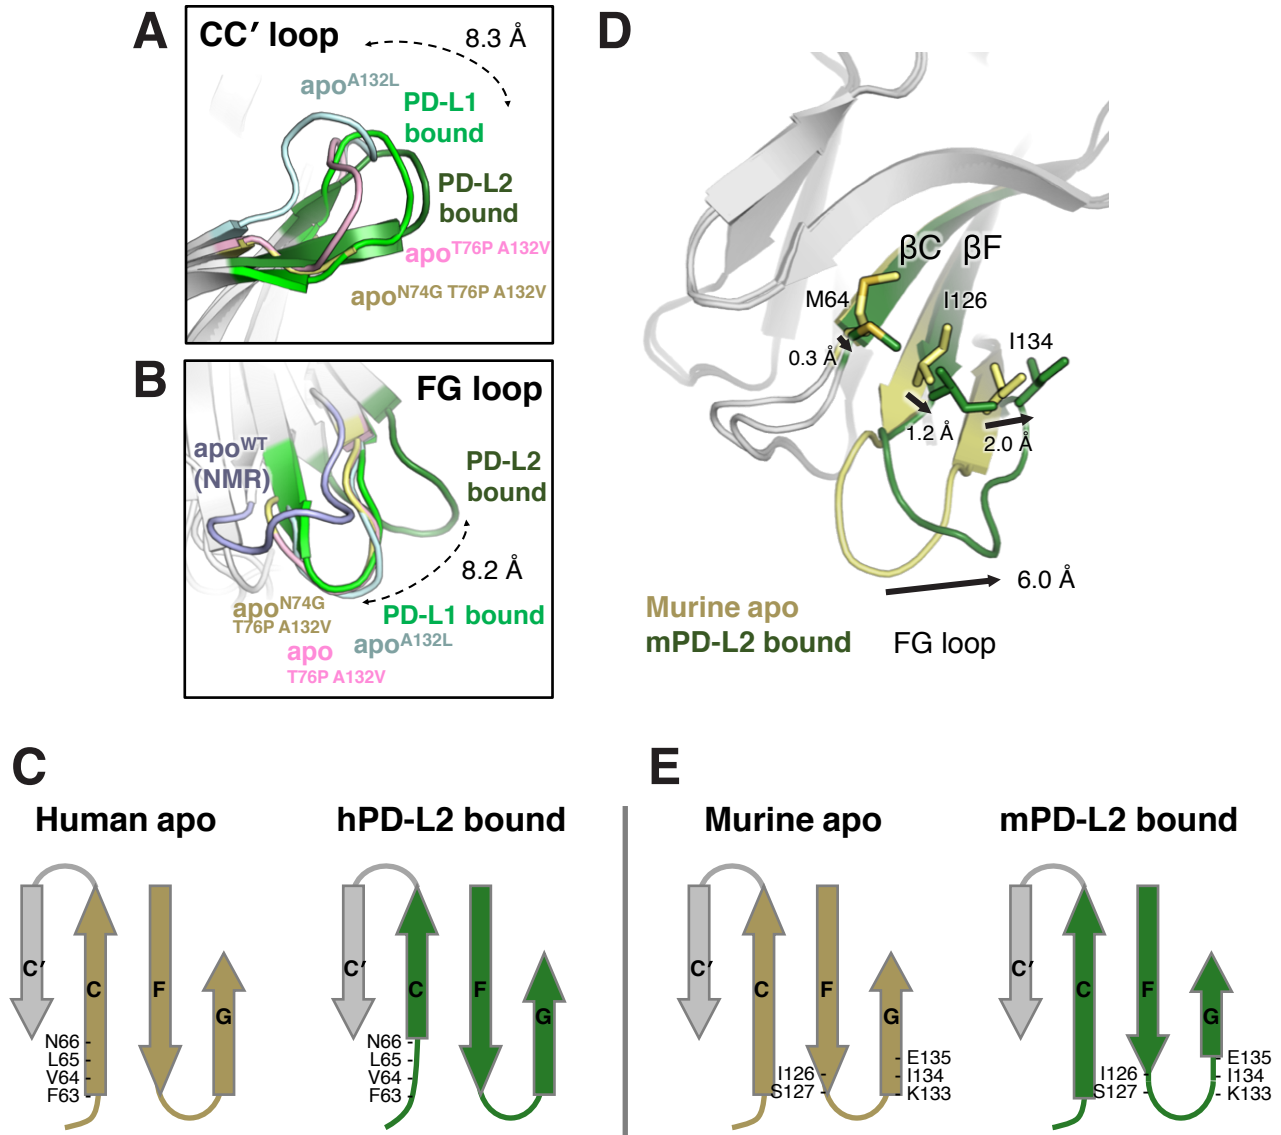 A
CC′ loop
8.3 Å
apoA132L
PD-L1
bound
PD-L2
bound
apoT76P A132V
apoN74G T76P A132V
B
FG loop
apoWT
(NMR)
PD-L2
bound
8.2 Å
apoN74G
T76P A132V
PD-L1 bound
apo
T76P A132V
apoA132L
D
βC βF
M64
I126
I134
0.3 Å
1.2 Å
2.0 Å
6.0 Å
Murine apo
mPD-L2 bound
FG loop
C
Human apo
hPD-L2 bound
C′
C
F
G
N66
L65
V64
F63
C′
C
F
G
N66
L65
V64
F63
E
Murine apo
mPD-L2 bound
C′
C
F
G
I126
S127
E135
I134
K133
C′
C
F
G
I126
S127
E135
I134
K133